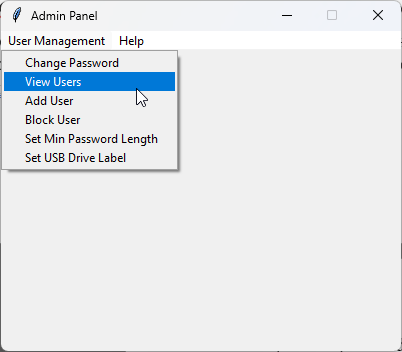 Admin Panel
User Management Help
Change Password
View Users
Add User
Block User
Set Min Password Length
Set USB Drive Label